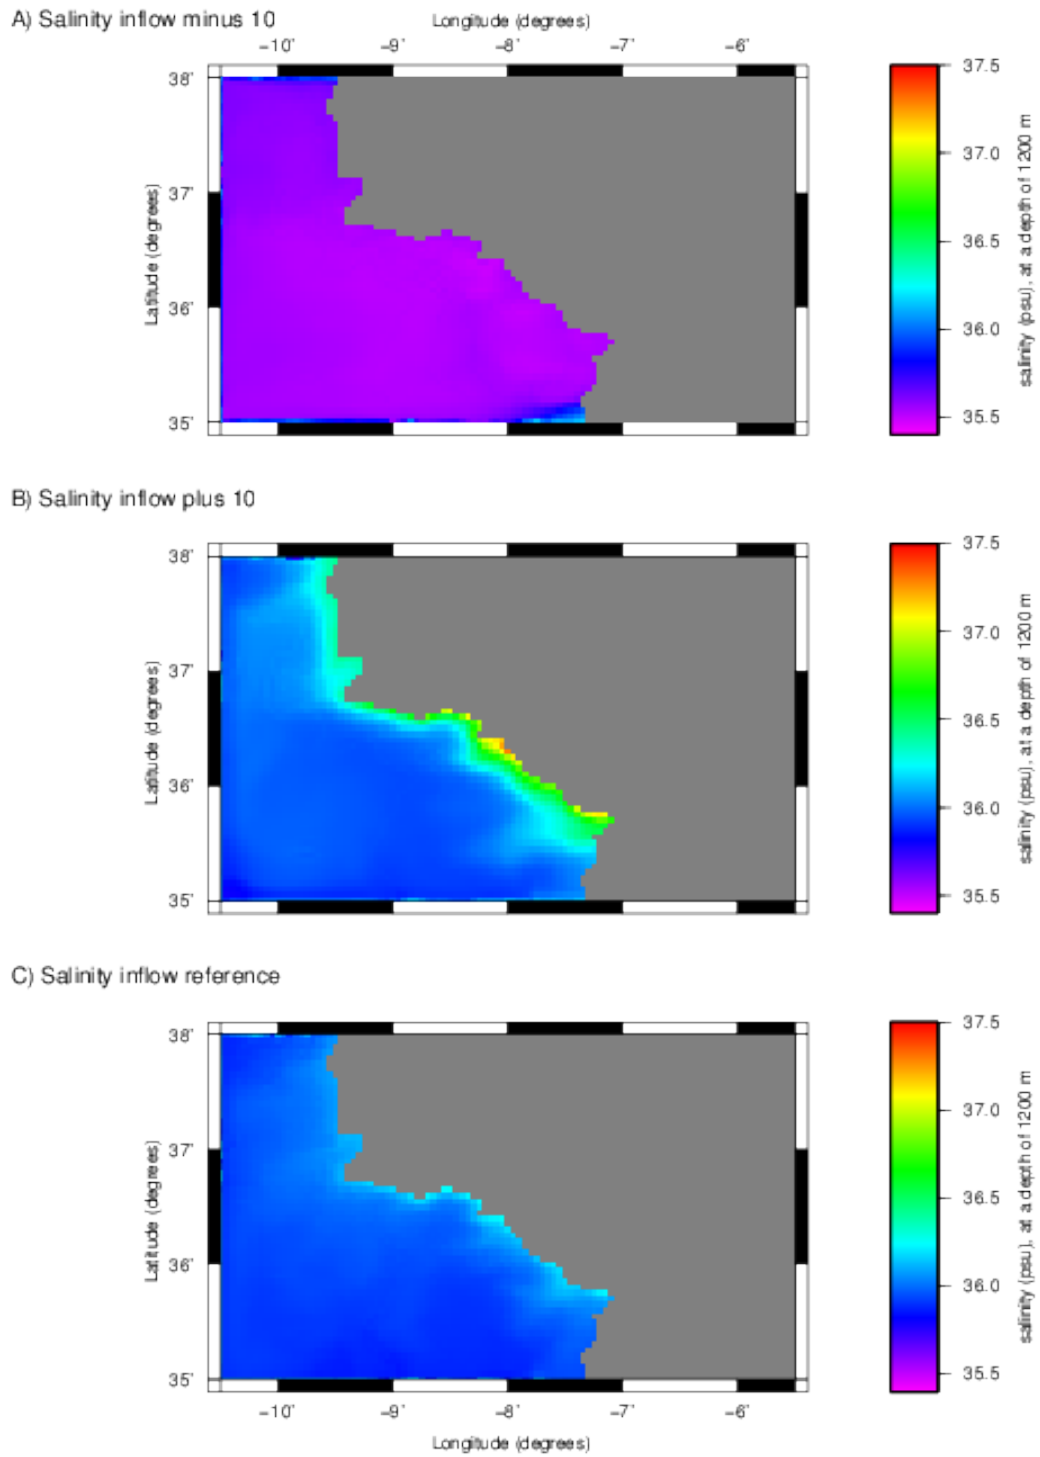 A) Salinity inflow minus 10
Longitude (degrees)
−10˚ −9˚ −8˚ −7˚ −6˚
38˚
37˚
36˚
35˚
Latitude (degrees)
37.5
37.0
36.5
36.0
35.5
salinity (psu), at a depth of 1200 m
B) Salinity inflow plus 10
38˚
37˚
36˚
35˚
Latitude (degrees)
37.5
37.0
36.5
36.0
35.5
salinity (psu), at a depth of 1200 m
C) Salinity inflow reference
38˚
37˚
36˚
35˚
Latitude (degrees)
37.5
37.0
36.5
36.0
35.5
salinity (psu), at a depth of 1200 m
−10˚ −9˚ −8˚ −7˚ −6˚
Longitude (degrees)